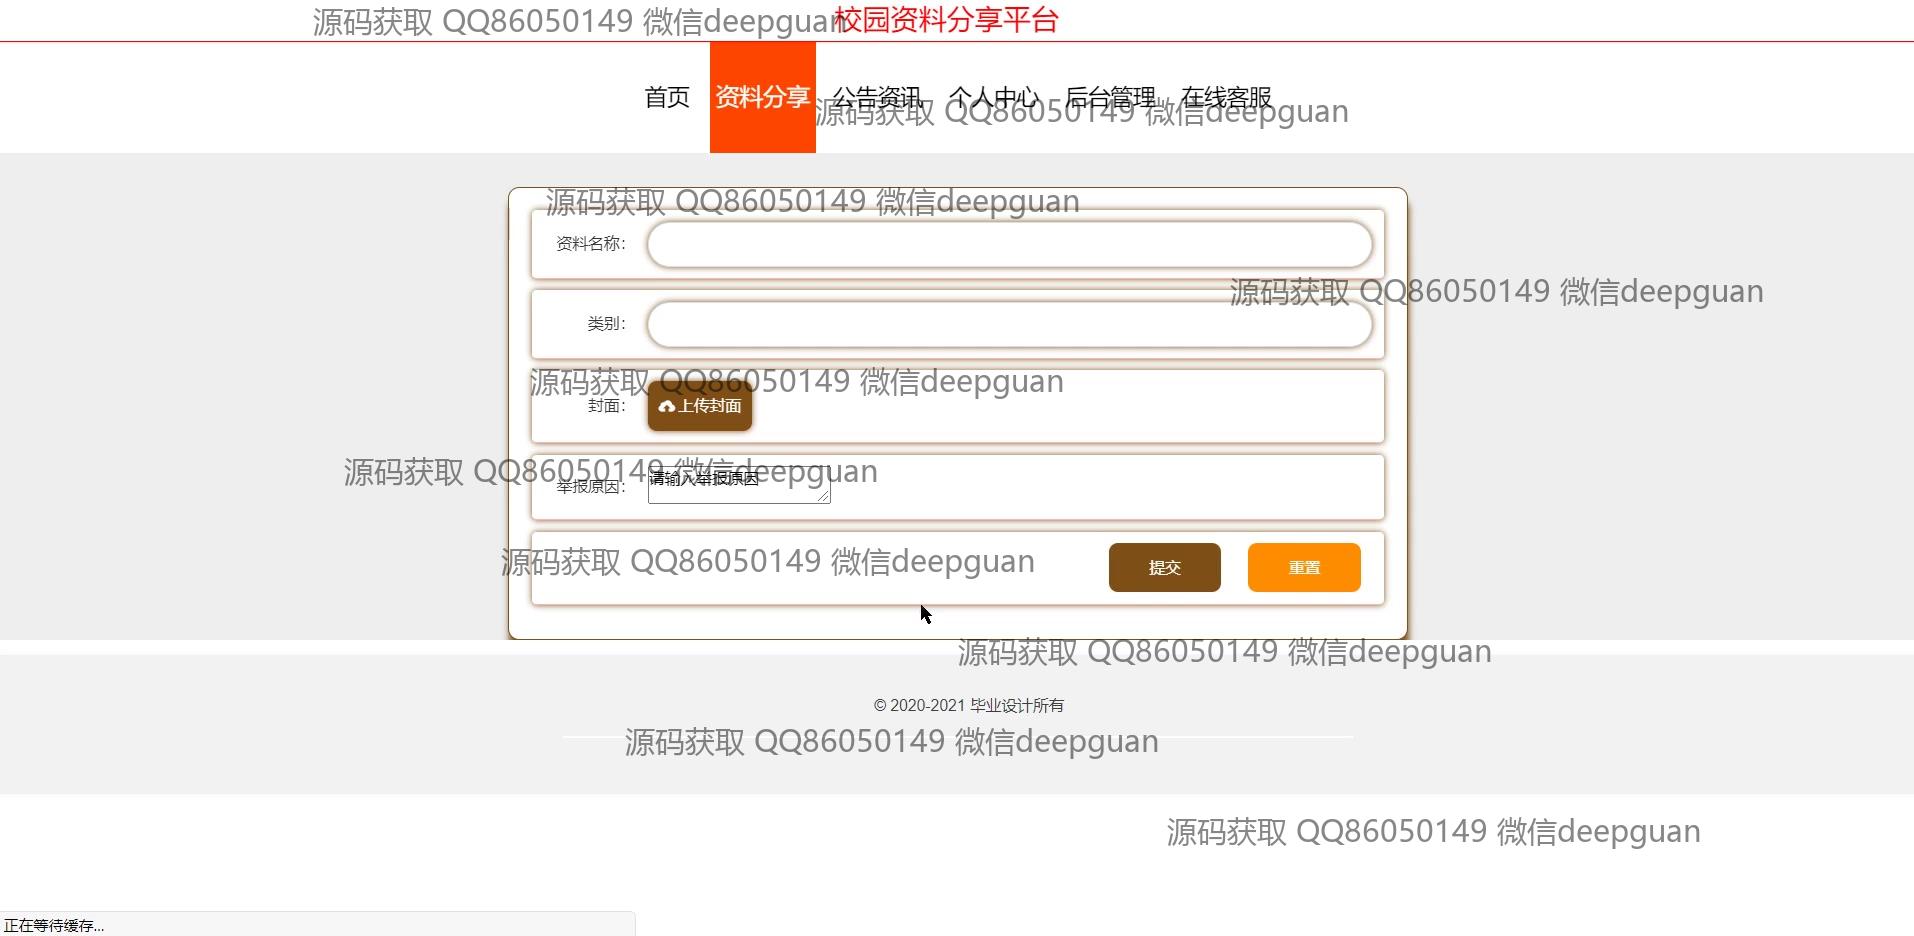 源码获取 QQ86050149 微信deepguan
校园资料分享平台
首页 资料分享 公告资讯 个人中心 后台管理 在线客服
源码获取 QQ86050149 微信deepguan
源码获取 QQ86050149 微信deepguan
资料名称：
源码获取 QQ86050149 微信deepguan
类别：
源码获取 QQ86050149 微信deepguan
封面： 上传封面
源码获取 QQ86050149 微信deepguan
举报原因： 请输入举报原因
源码获取 QQ86050149 微信deepguan
提交 重置
源码获取 QQ86050149 微信deepguan
© 2020-2021 毕业设计所有
源码获取 QQ86050149 微信deepguan
源码获取 QQ86050149 微信deepguan
正在等待缓存...